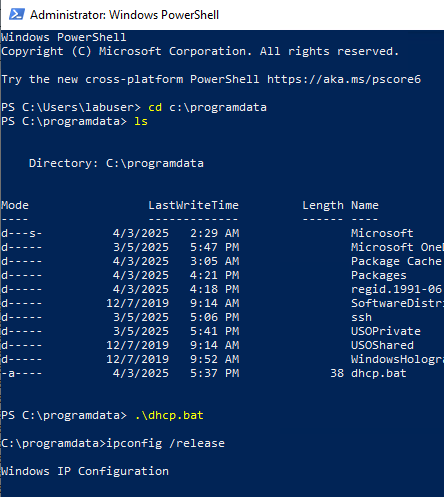 Administrator: Windows PowerShell
Windows PowerShell
Copyright (C) Microsoft Corporation. All rights reserved.
Try the new cross-platform PowerShell https://aka.ms/pscore6
PS C:\Users\labuser> cd c:\programdata
PS C:\programdata> ls
Directory: C:\programdata
Mode LastWriteTime Length Name
---- ------------- ------ ----
d---s- 4/3/2025 2:29 AM Microsoft
d----- 3/5/2025 5:47 PM Microsoft One
d----- 4/3/2025 3:05 AM Package Cache
d----- 4/3/2025 4:21 PM Packages
d----- 4/3/2025 4:18 PM regid.1991-06
d----- 12/7/2019 9:14 AM SoftwareDistr
d----- 3/5/2025 5:06 PM ssh
d----- 3/5/2025 5:41 PM USOPrivate
d----- 12/7/2019 9:14 AM USOShared
d----- 12/7/2019 9:52 AM WindowsHologra
-a---- 4/3/2025 5:37 PM 38 dhcp.bat
PS C:\programdata> .\dhcp.bat
C:\programdata>ipconfig /release
Windows IP Configuration